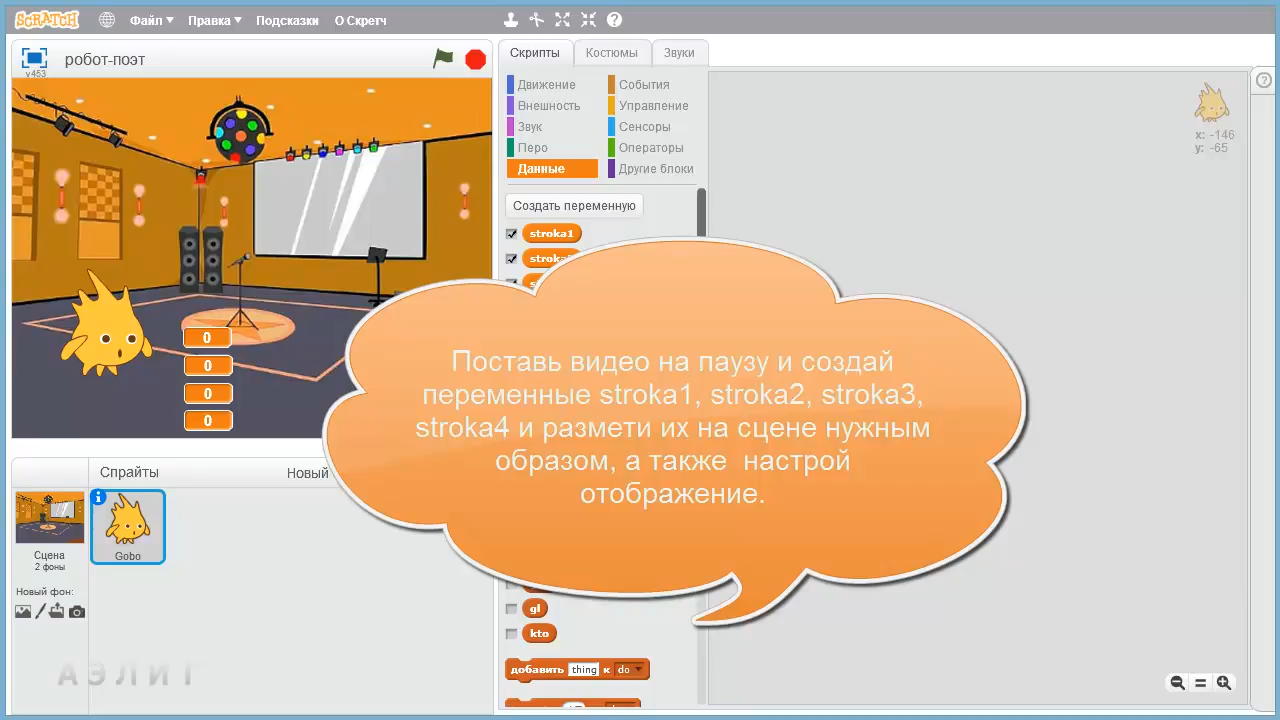 SCRATCH
Файл
Правка
Подсказки
О Скретч
v453
робот-поэт
Скрипты
Костюмы
Звуки
Движение
Внешность
Звук
Перо
Данные
События
Управление
Сенсоры
Операторы
Другие блоки
Создать переменную
stroka1
x: -146
y: -65
0
0
0
0
Поставь видео на паузу и создай
переменные stroka1, stroka2, stroka3,
stroka4 и размети их на сцене нужным
образом, а также настрой
отображение.
Спрайты
Новый
Сцена
2 фоны
Новый фон:
Gobo
gl
kto
добавить thing к do
АЭЛИТ